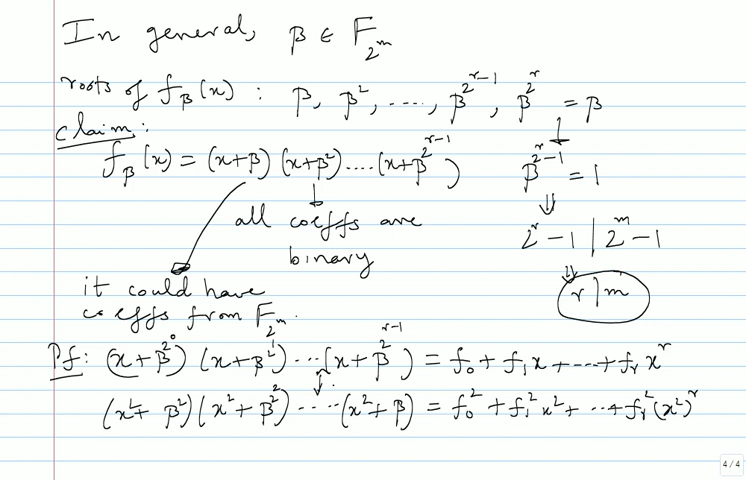 In general, β ∈ F_{2^m}
roots of f_β(x) : β, β^2, ...., β^{2^{r-1}}, β^{2^r} = β
claim:
f_β(x) = (x+β)(x+β^2)....(x+β^{2^{r-1}})
β^{2^r-1} = 1
⇓
all coeffs are
binary
2^r-1 | 2^m-1
⇓
it could have
coeffs from F_{2^m}.
r|m
Pf: (x+β^{2^0})(x+β^{2^1})...(x+β^{2^{r-1}}) = f_0 + f_1x + ... + f_r x^r
(x^2+β^2)(x^2+β^{2^2})....(x^2+β) = f_0^2 + f_1^2 x^2 + ... + f_r^2 (x^2)^r
4 / 4